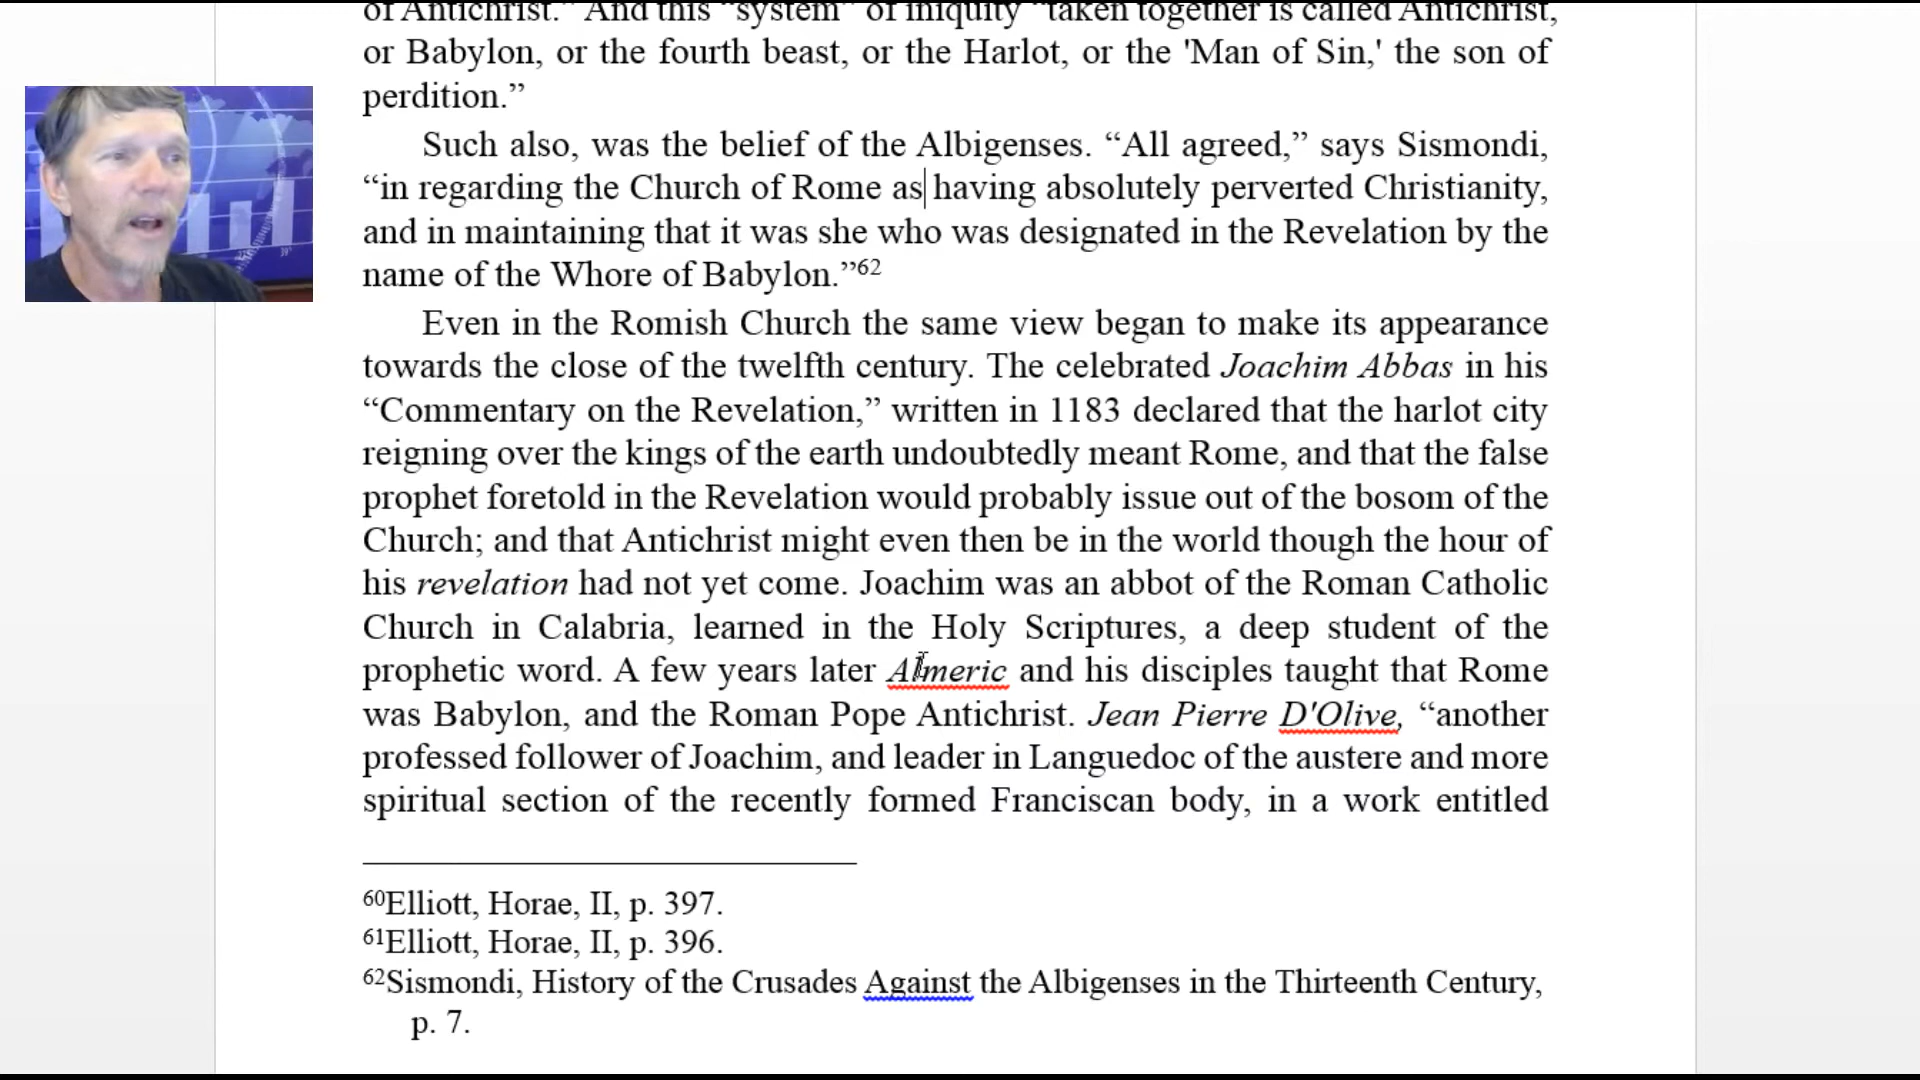 of Antichrist." And this "system" of iniquity "taken together is called Antichrist,
or Babylon, or the fourth beast, or the Harlot, or the 'Man of Sin,' the son of
perdition.”
Such also, was the belief of the Albigenses. “All agreed,” says Sismondi,
“in regarding the Church of Rome as having absolutely perverted Christianity,
and in maintaining that it was she who was designated in the Revelation by the
name of the Whore of Babylon.”62
Even in the Romish Church the same view began to make its appearance
towards the close of the twelfth century. The celebrated Joachim Abbas in his
“Commentary on the Revelation,” written in 1183 declared that the harlot city
reigning over the kings of the earth undoubtedly meant Rome, and that the false
prophet foretold in the Revelation would probably issue out of the bosom of the
Church; and that Antichrist might even then be in the world though the hour of
his revelation had not yet come. Joachim was an abbot of the Roman Catholic
Church in Calabria, learned in the Holy Scriptures, a deep student of the
prophetic word. A few years later Almeric and his disciples taught that Rome
was Babylon, and the Roman Pope Antichrist. Jean Pierre D'Olive, “another
professed follower of Joachim, and leader in Languedoc of the austere and more
spiritual section of the recently formed Franciscan body, in a work entitled
60Elliott, Horae, II, p. 397.
61Elliott, Horae, II, p. 396.
62Sismondi, History of the Crusades Against the Albigenses in the Thirteenth Century,
p. 7.